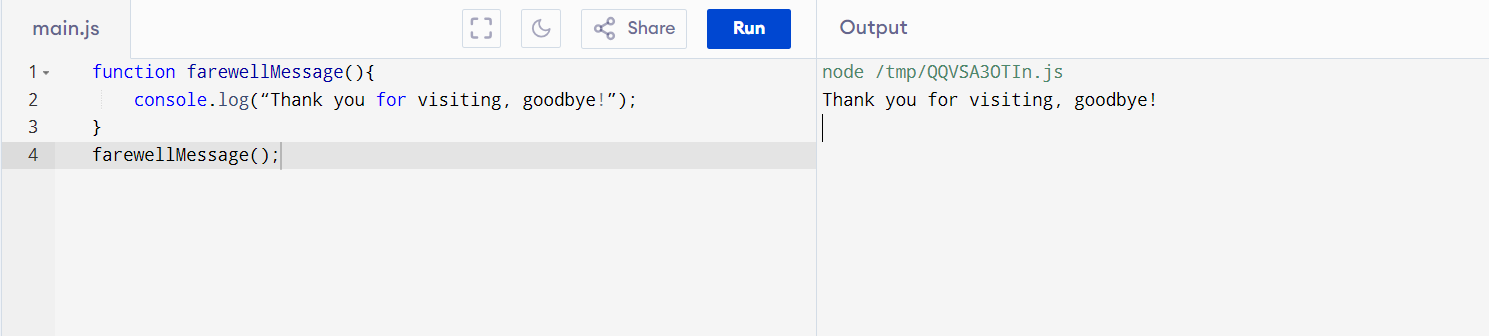 main.js
Share
Run
Output
1 function farewellMessage(){
2 console.log(“Thank you for visiting, goodbye!”);
3 }
4 farewellMessage();
node /tmp/QQVSA3OTIn.js
Thank you for visiting, goodbye!